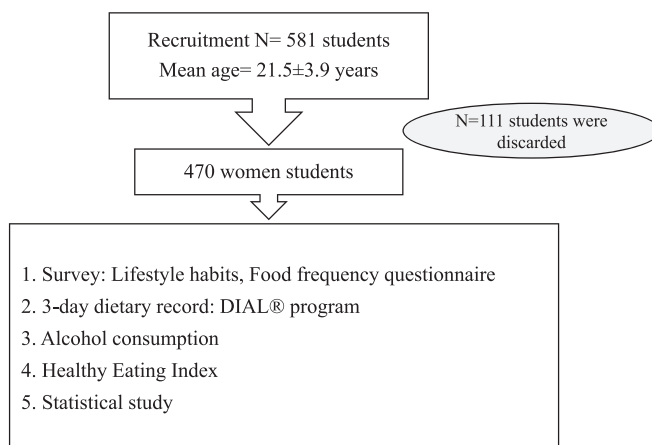 Recruitment N= 581 students
Mean age= 21.5±3.9 years
N=111 students were
discarded
470 women students
1. Survey: Lifestyle habits, Food frequency questionnaire
2. 3-day dietary record: DIAL® program
3. Alcohol consumption
4. Healthy Eating Index
5. Statistical study